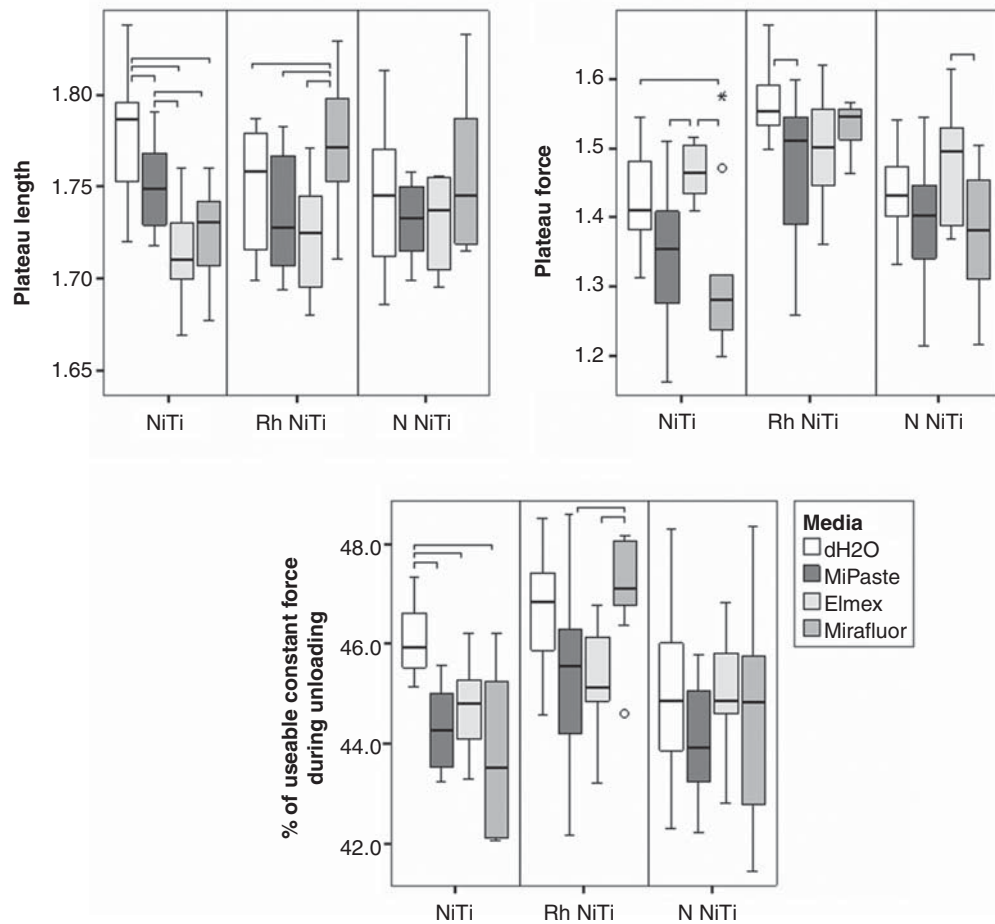 Plateau length
1.80
1.75
1.70
1.65
NiTi
Rh NiTi
N NiTi
Plateau force
1.6
1.5
1.4
1.3
1.2
*
NiTi
Rh NiTi
N NiTi
% of useable constant force
during unloading
48.0
46.0
44.0
42.0
NiTi
Rh NiTi
N NiTi
Media
dH2O
MiPaste
Elmex
Mirafluor